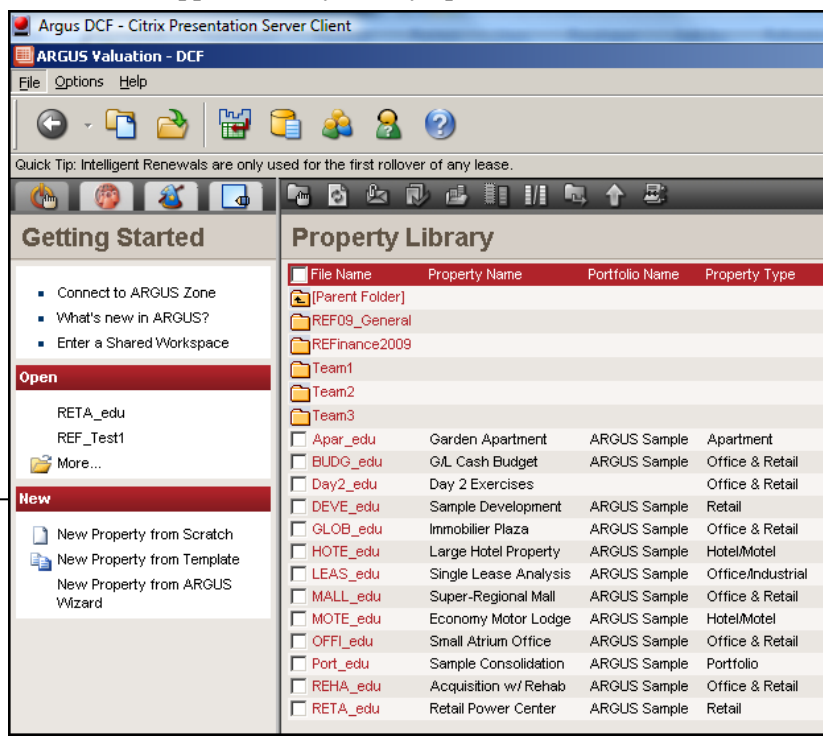 Argus DCF - Citrix Presentation Server Client
ARGUS Valuation - DCF
File Options Help
Quick Tip: Intelligent Renewals are only used for the first rollover of any lease.
Getting Started
Connect to ARGUS Zone
What's new in ARGUS?
Enter a Shared Workspace
Open
RETA_edu
REF_Test1
More...
New
New Property from Scratch
New Property from Template
New Property from ARGUS
Wizard
Property Library
File Name Property Name Portfolio Name Property Type
[Parent Folder]
REF09_General
REFinance2009
Team1
Team2
Team3
Apar_edu Garden Apartment ARGUS Sample Apartment
BUDG_edu G/L Cash Budget ARGUS Sample Office & Retail
Day2_edu Day 2 Exercises Office & Retail
DEVE_edu Sample Development ARGUS Sample Retail
GLOB_edu Immobilier Plaza ARGUS Sample Office & Retail
HOTE_edu Large Hotel Property ARGUS Sample Hotel/Motel
LEAS_edu Single Lease Analysis ARGUS Sample Office/Industrial
MALL_edu Super-Regional Mall ARGUS Sample Office & Retail
MOTE_edu Economy Motor Lodge ARGUS Sample Hotel/Motel
OFFI_edu Small Atrium Office ARGUS Sample Office & Retail
Port_edu Sample Consolidation ARGUS Sample Portfolio
REHA_edu Acquisition w/ Rehab ARGUS Sample Office & Retail
RETA_edu Retail Power Center ARGUS Sample Retail